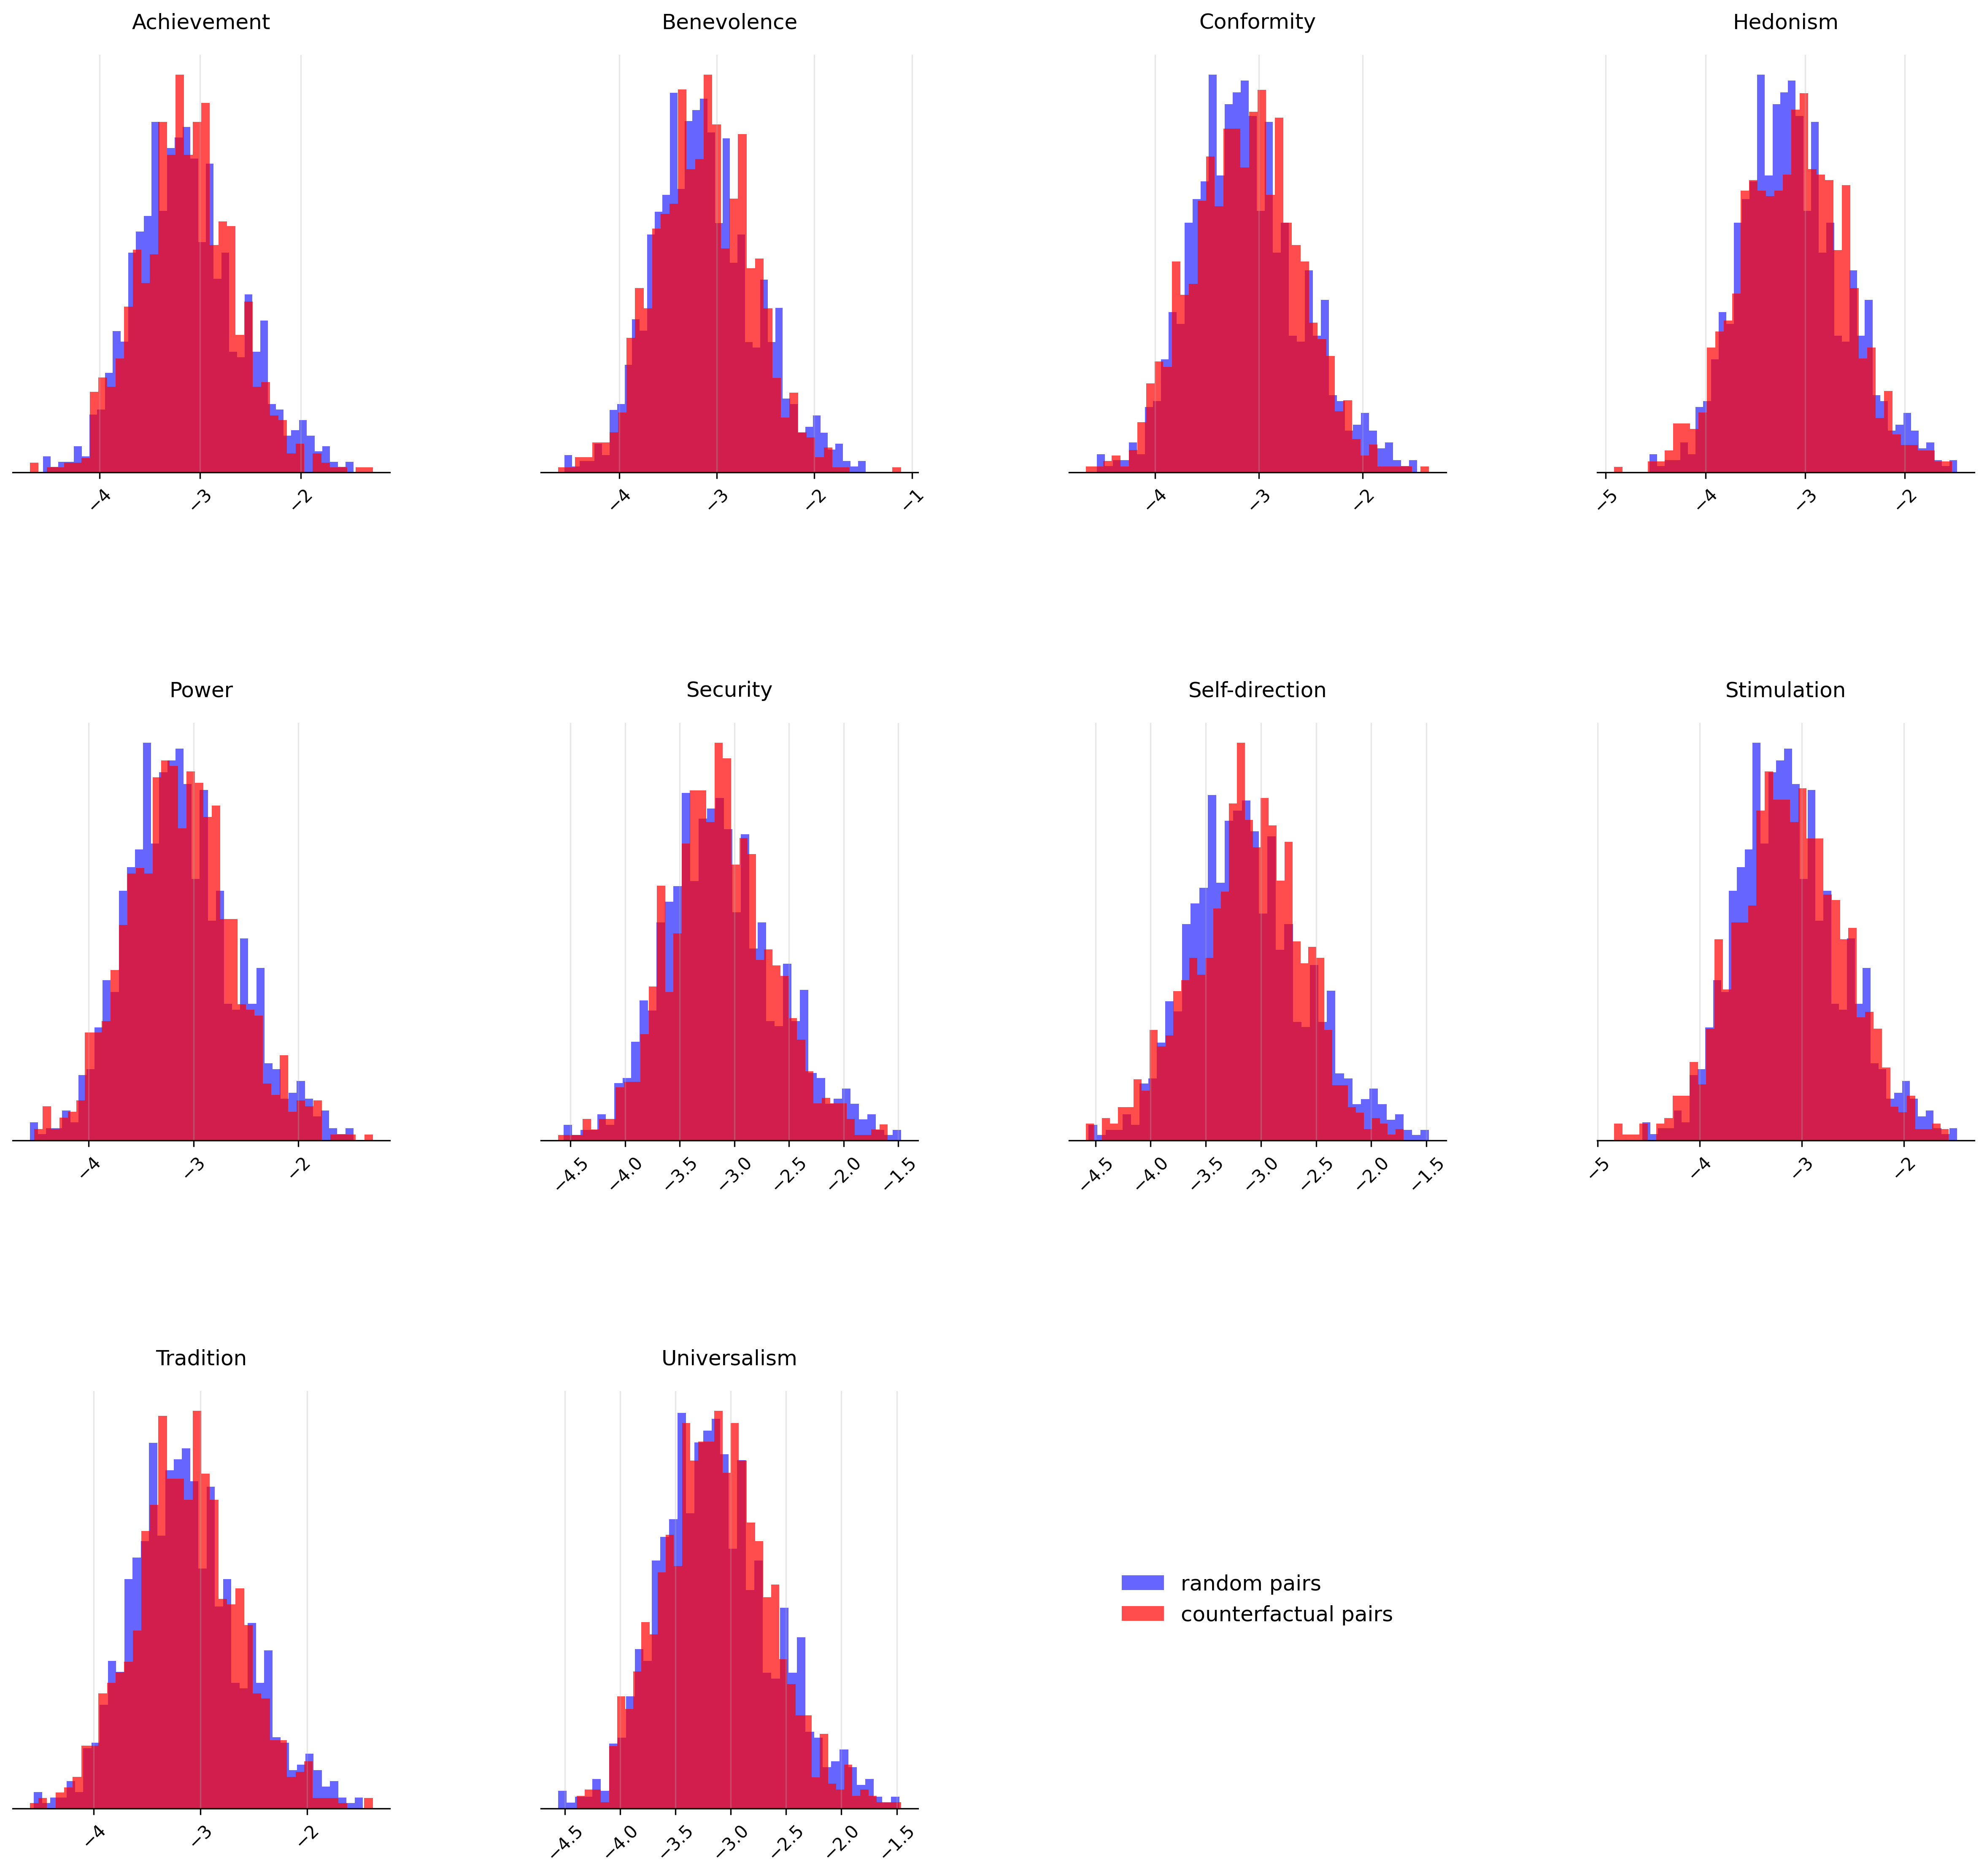 Achievement
Benevolence
Conformity
Hedonism
−4 −3 −2
−4 −3 −2 −1
−4 −3 −2
−5 −4 −3 −2
Power
Security
Self-direction
Stimulation
−4 −3 −2
−4.5 −4.0 −3.5 −3.0 −2.5 −2.0 −1.5
−4.5 −4.0 −3.5 −3.0 −2.5 −2.0 −1.5
−5 −4 −3 −2
Tradition
Universalism
random pairs
counterfactual pairs
−4 −3 −2
−4.5 −4.0 −3.5 −3.0 −2.5 −2.0 −1.5